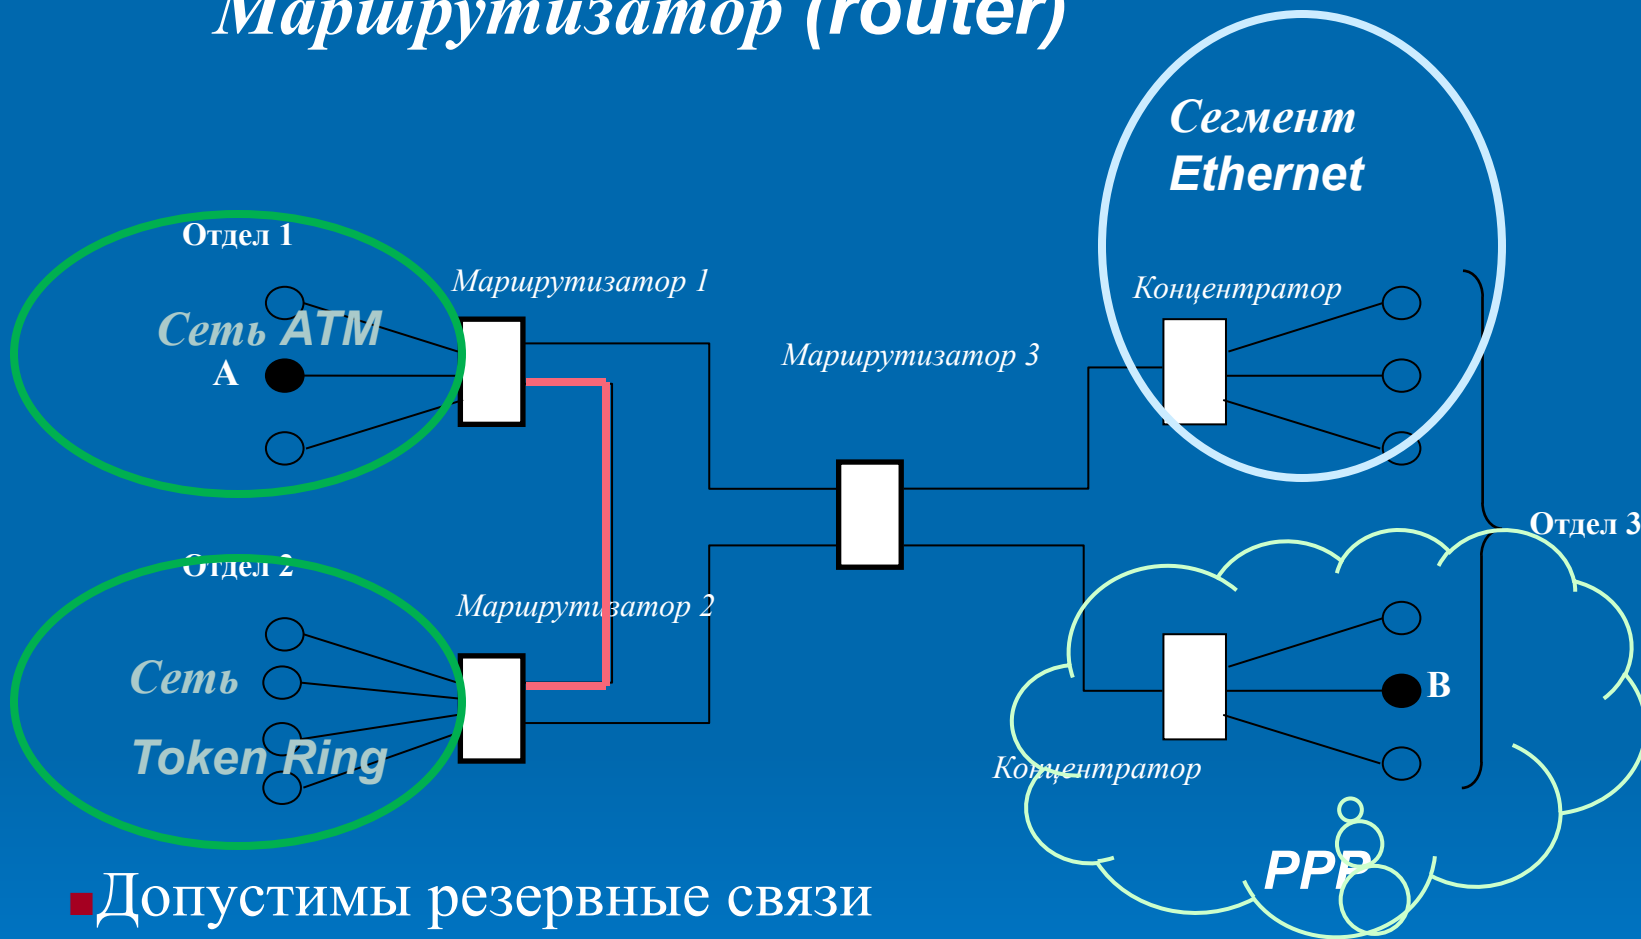 Маршрутизатор (router)
Сегмент
Ethernet
Отдел 1
Маршрутизатор 1
Концентратор
Сеть ATM
Маршрутизатор 3
А
Отдел 3
Отдел 2
Маршрутизатор 2
Сеть
В
Token Ring
Концентратор
PPP
Допустимы резервные связи